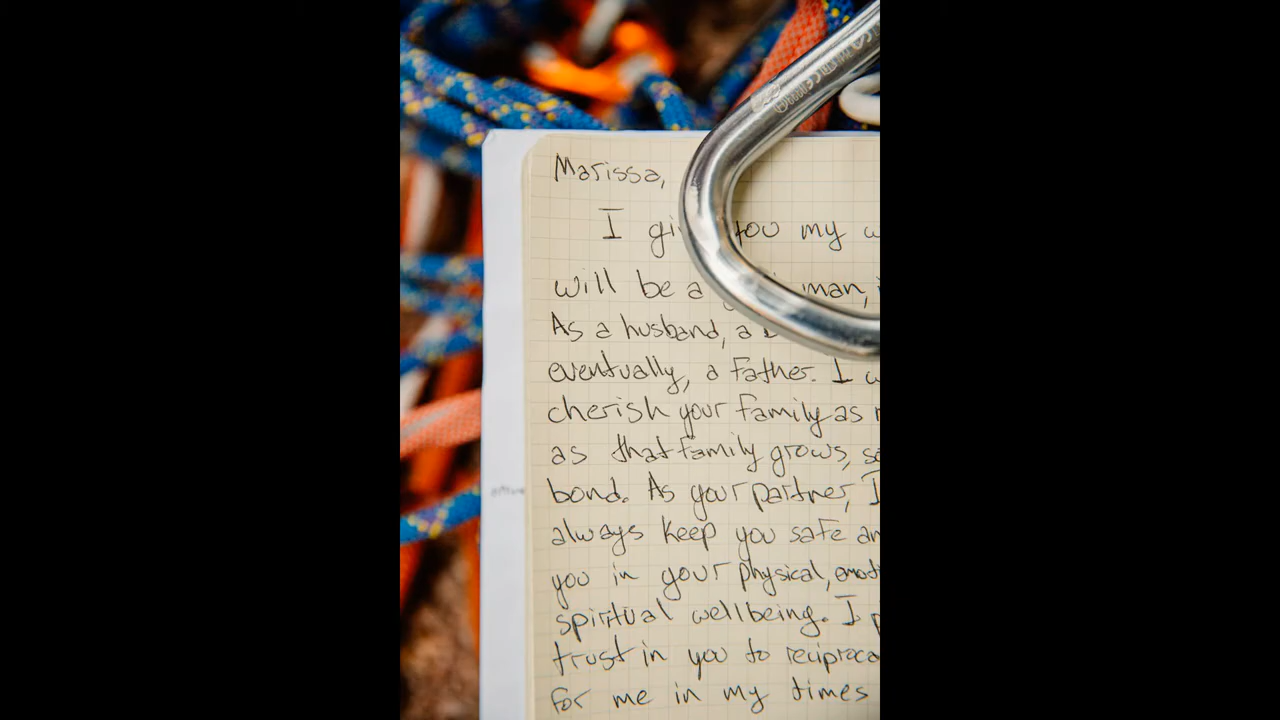 Marissa,
I you my
will be a man,
As a husband, a
eventually, a Father. I
cherish your family as
as that family grows,
bond. As your partner, I
always keep you safe
you in your physical,
spiritual wellbeing. I
trust in you to
for me in my times